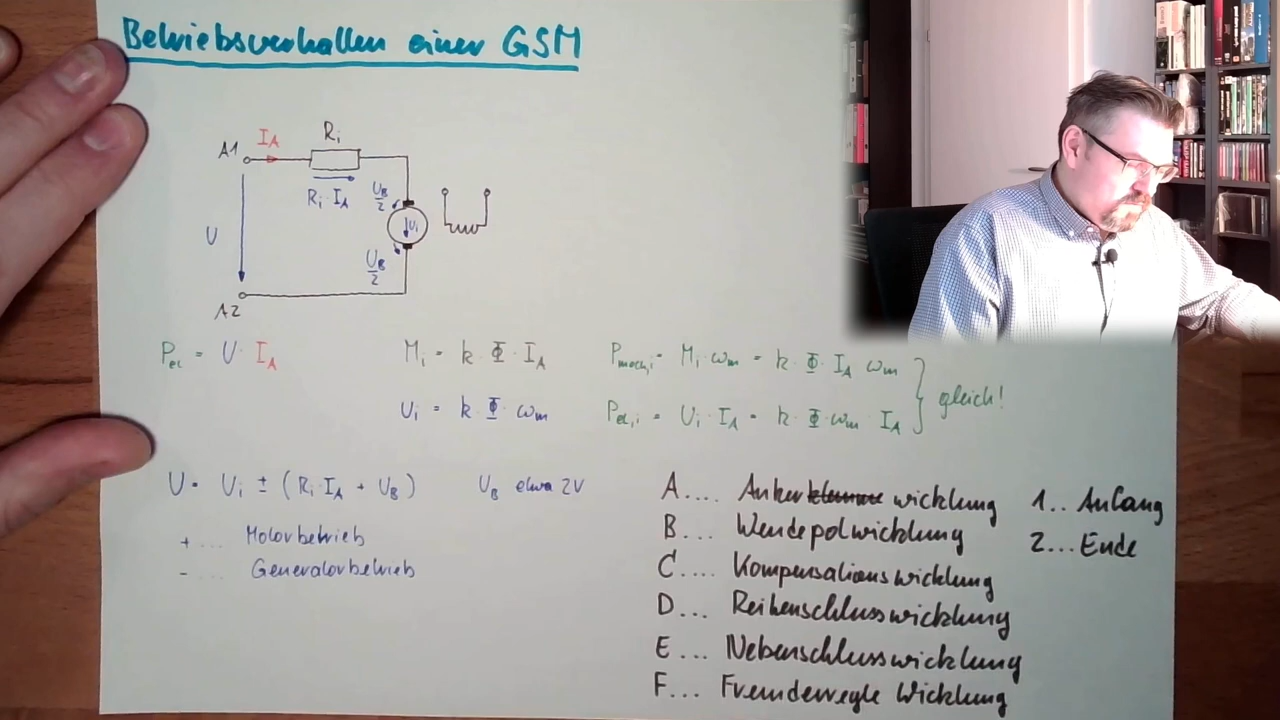 Betriebsverhalten einer GSM
A1
I_A
R_i
R_i · I_A
U_B/2
U
U_i
U_B/2
A2
P_el = U · I_A
M_i = k · Φ · I_A
P_mech,i = M_i · ω_m = k · Φ · I_A ω_m
U_i = k · Φ · ω_m
P_el,i = U_i · I_A = k · Φ · ω_m · I_A
gleich!
U = U_i ± (R_i · I_A + U_B)
U_B etwa 2V
+ ... Motorbetrieb
- ... Generatorbetrieb
A.... Ankerklemme wicklung
B... Wendepolwicklung
C.... Kompensationswicklung
D... Reihenschlusswicklung
E... Nebenschlusswicklung
F... Fremderregte Wicklung
1.. Anfang
2... Ende